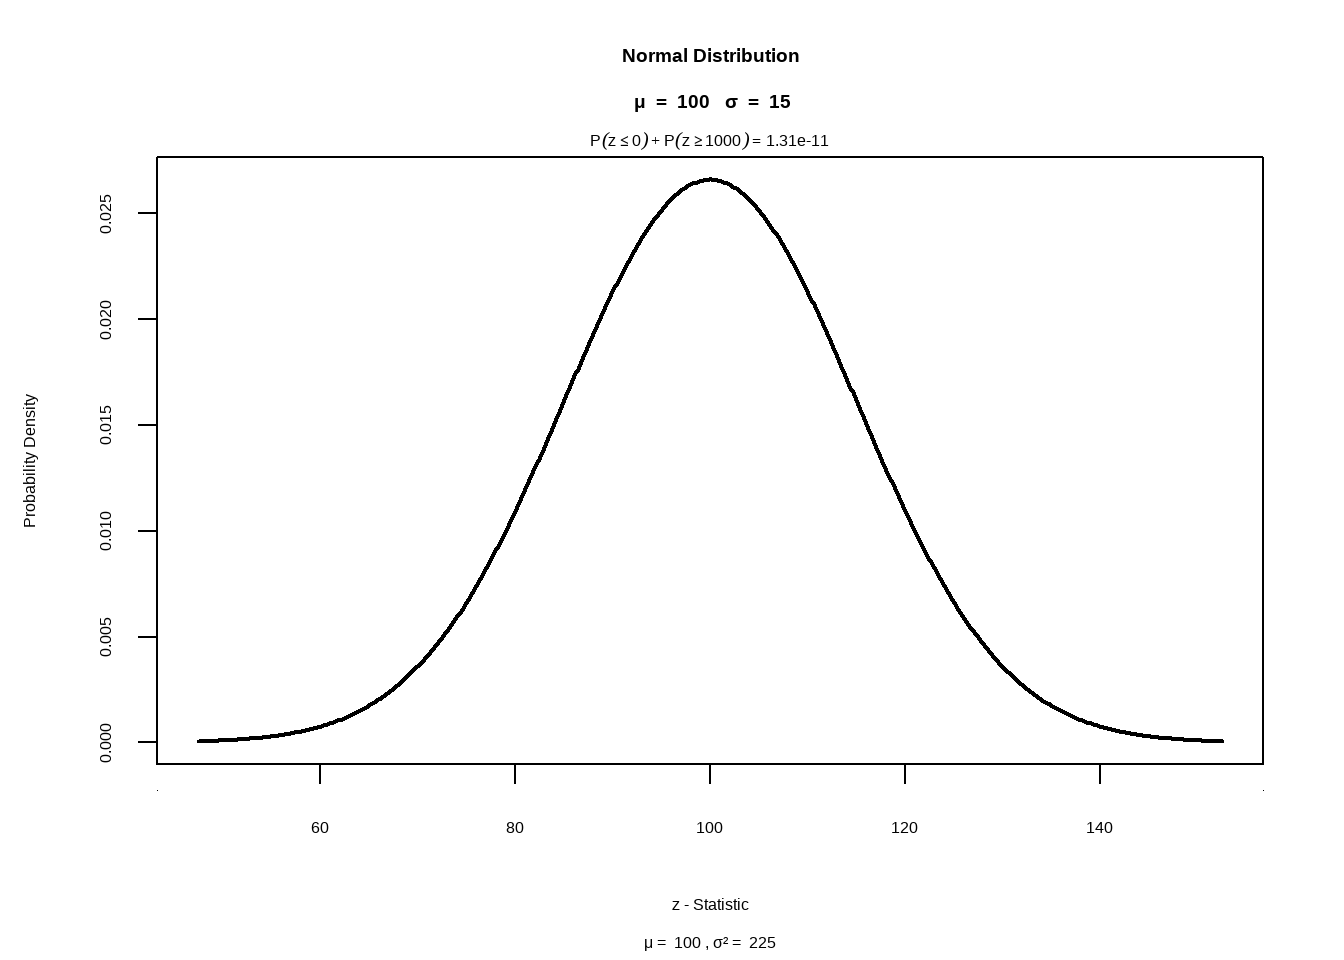 Normal Distribution
μ = 100 σ = 15
P(z ≤ 0) + P(z ≥ 1000) = 1.31e-11
0.025
0.020
0.015
0.010
0.005
0.000
Probability Density
60 80 100 120 140
z - Statistic
μ = 100 , σ² = 225